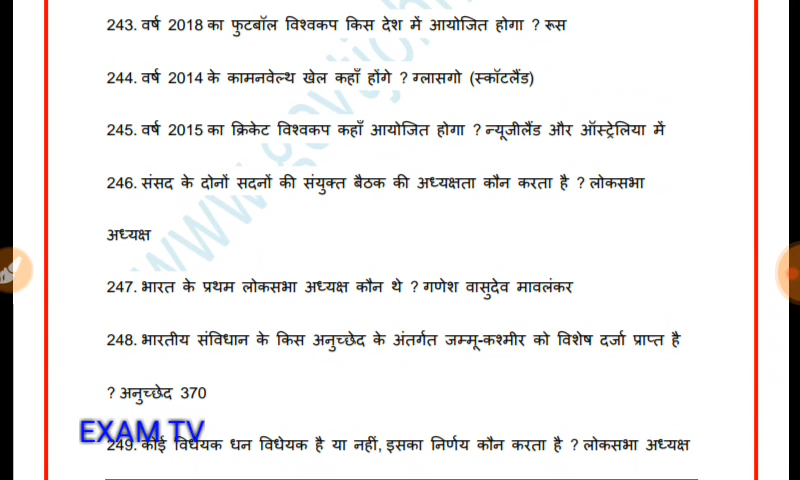 243. वर्ष 2018 का फुटबॉल विश्वकप किस देश में आयोजित होगा ? रूस
244. वर्ष 2014 के कामनवेल्थ खेल कहाँ होंगे ? ग्लासगो (स्कॉटलैंड)
245. वर्ष 2015 का क्रिकेट विश्वकप कहाँ आयोजित होगा ? न्यूजीलैंड और ऑस्ट्रेलिया में
246. संसद के दोनों सदनों की संयुक्त बैठक की अध्यक्षता कौन करता है ? लोकसभा
अध्यक्ष
247. भारत के प्रथम लोकसभा अध्यक्ष कौन थे ? गणेश वासुदेव मावलंकर
248. भारतीय संविधान के किस अनुच्छेद के अंतर्गत जम्मू-कश्मीर को विशेष दर्जा प्राप्त है
? अनुच्छेद 370
EXAM TV
249. कोई विधेयक धन विधेयक है या नहीं, इसका निर्णय कौन करता है ? लोकसभा अध्यक्ष